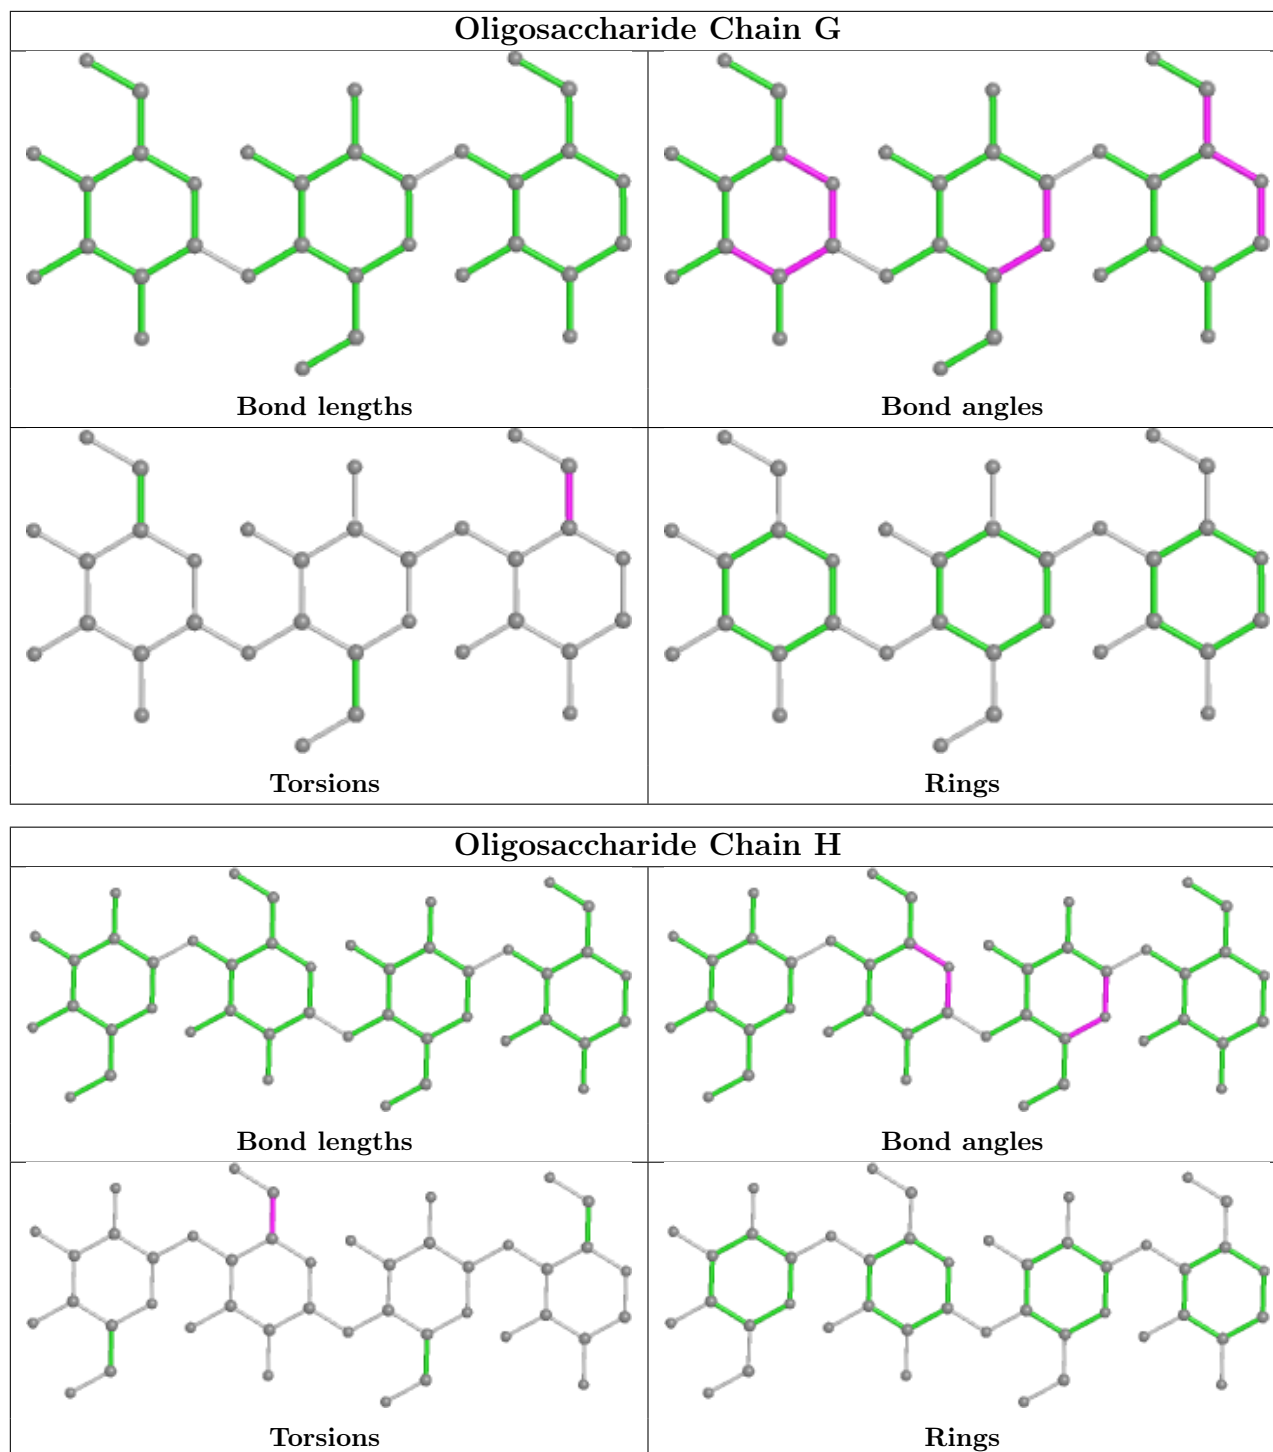 Oligosaccharide Chain G
Bond lengths
Bond angles
Torsions
Rings
Oligosaccharide Chain H
Bond lengths
Bond angles
Torsions
Rings